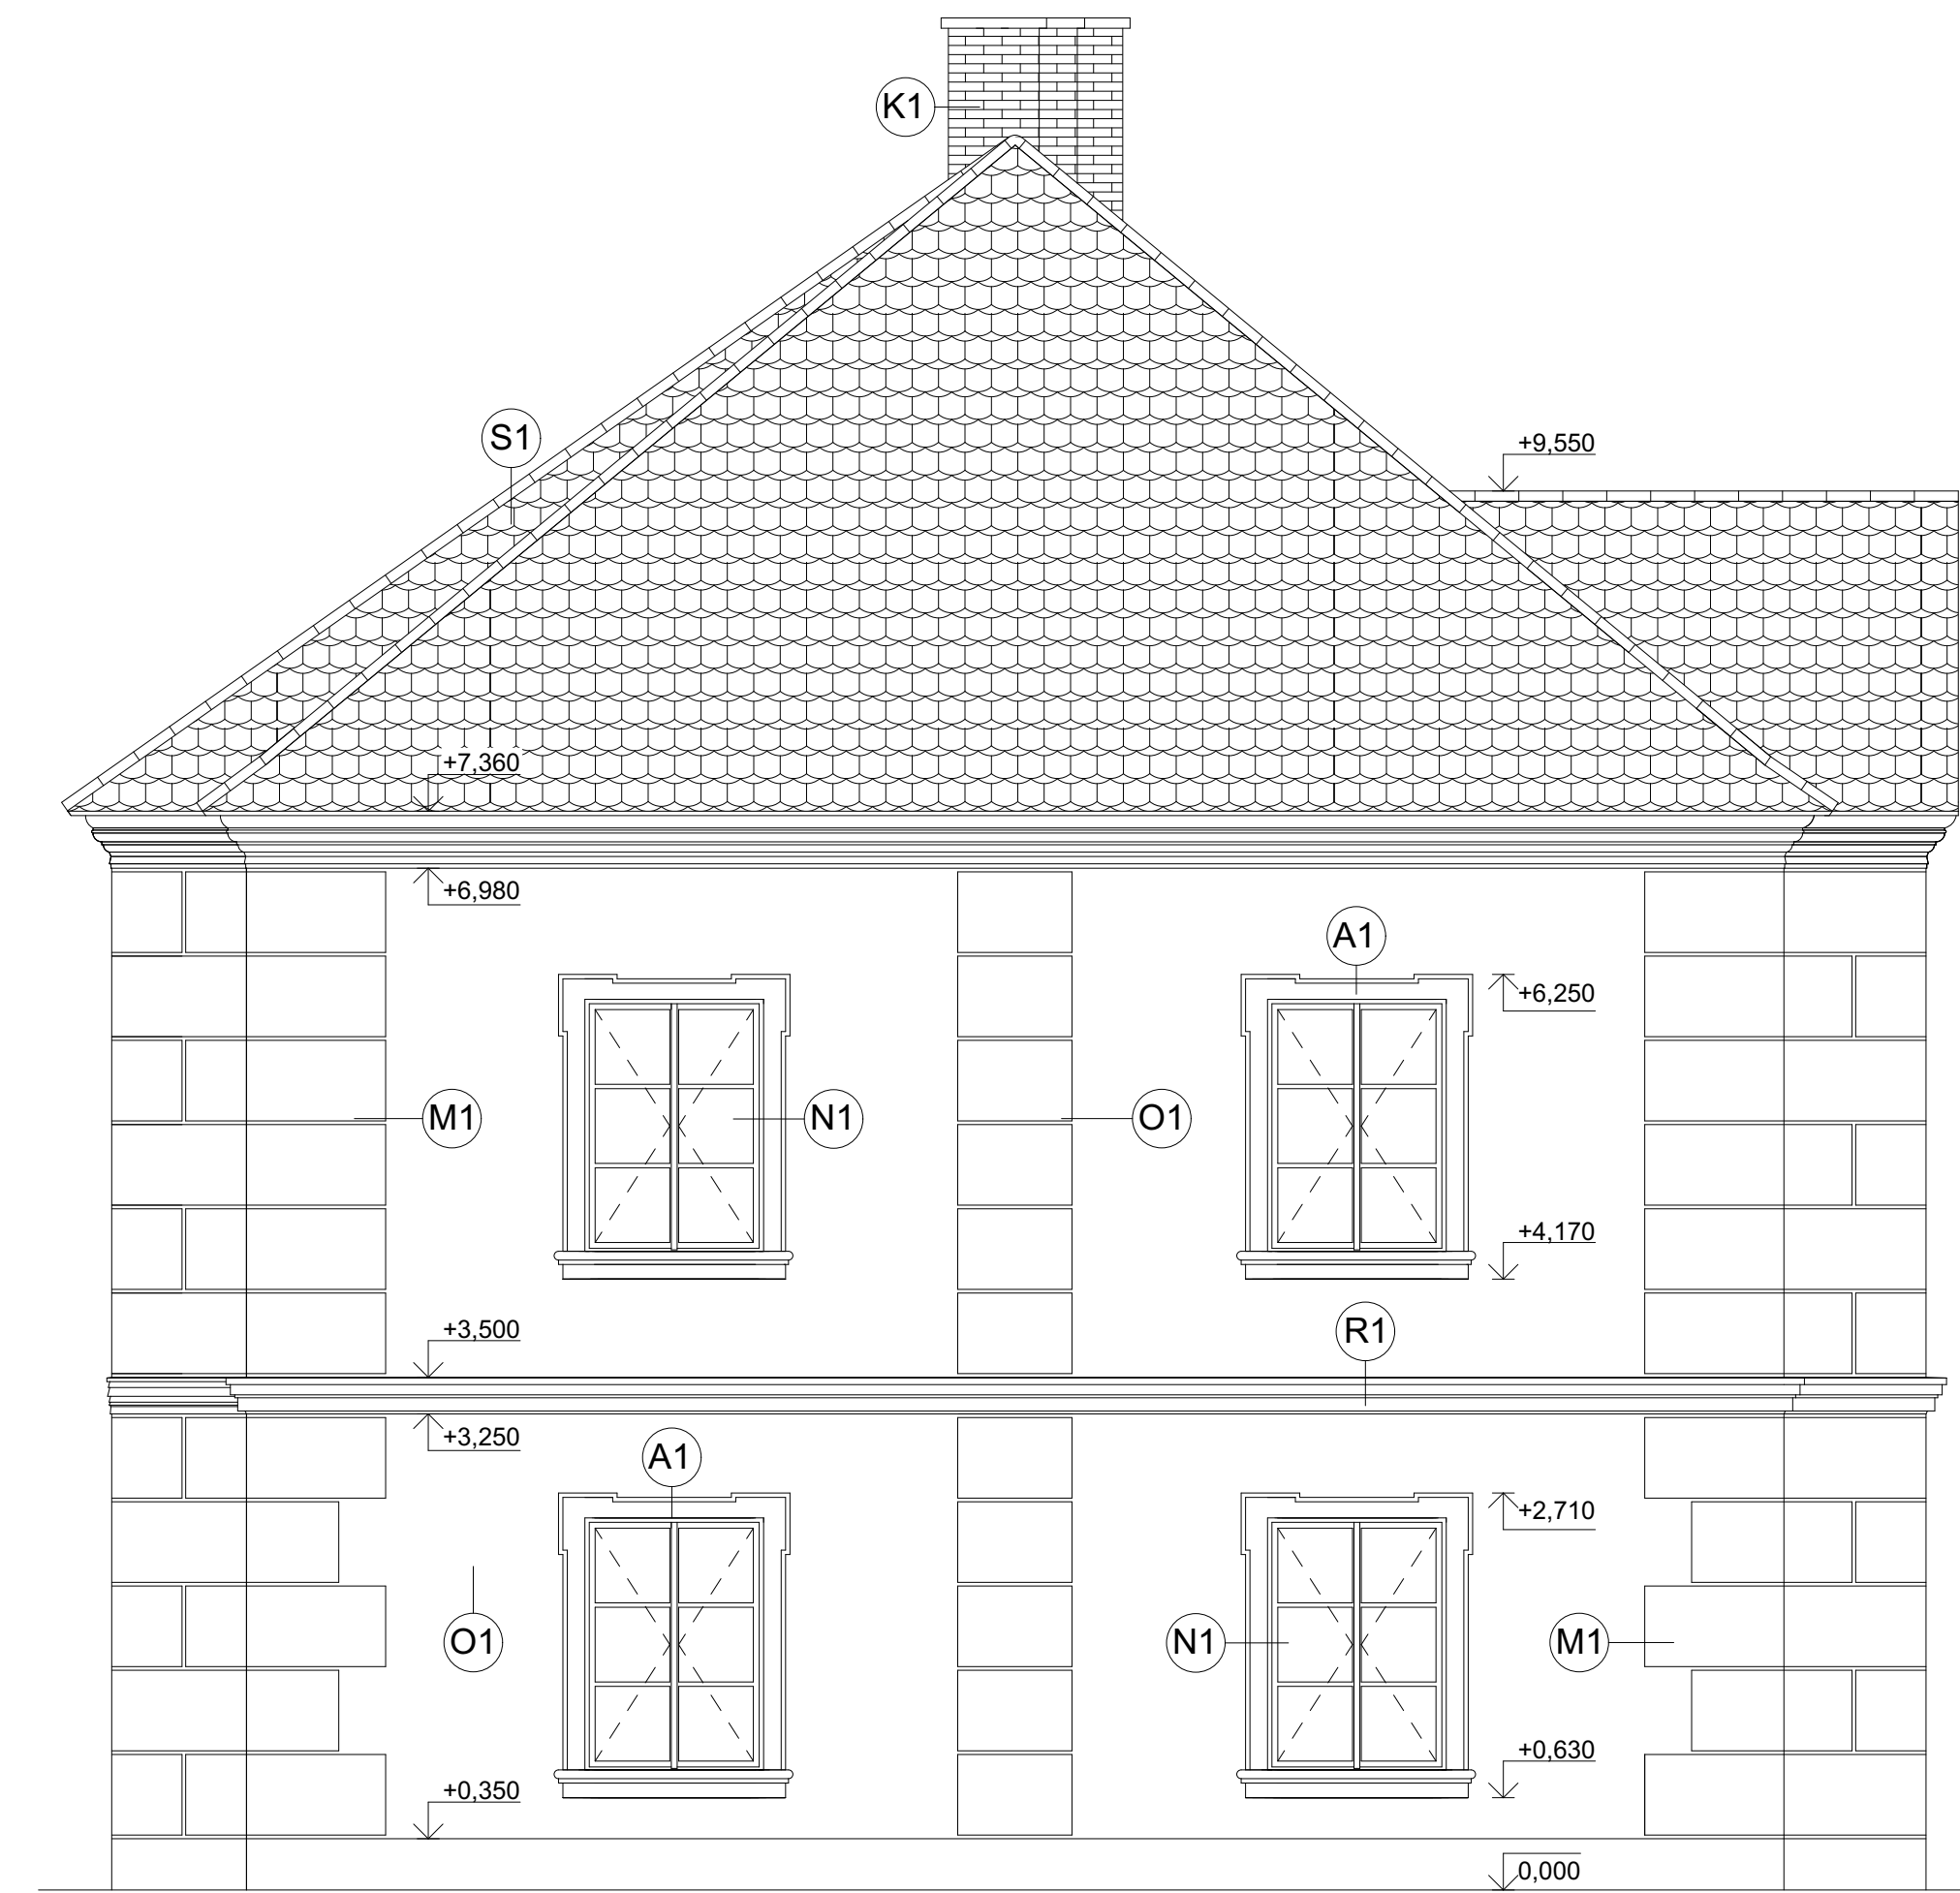 K1
S1
+9,550
+7,360
+6,980
A1
+6,250
M1
N1
O1
+4,170
+3,500
R1
+3,250
A1
+2,710
O1
N1
M1
+0,630
+0,350
0,000